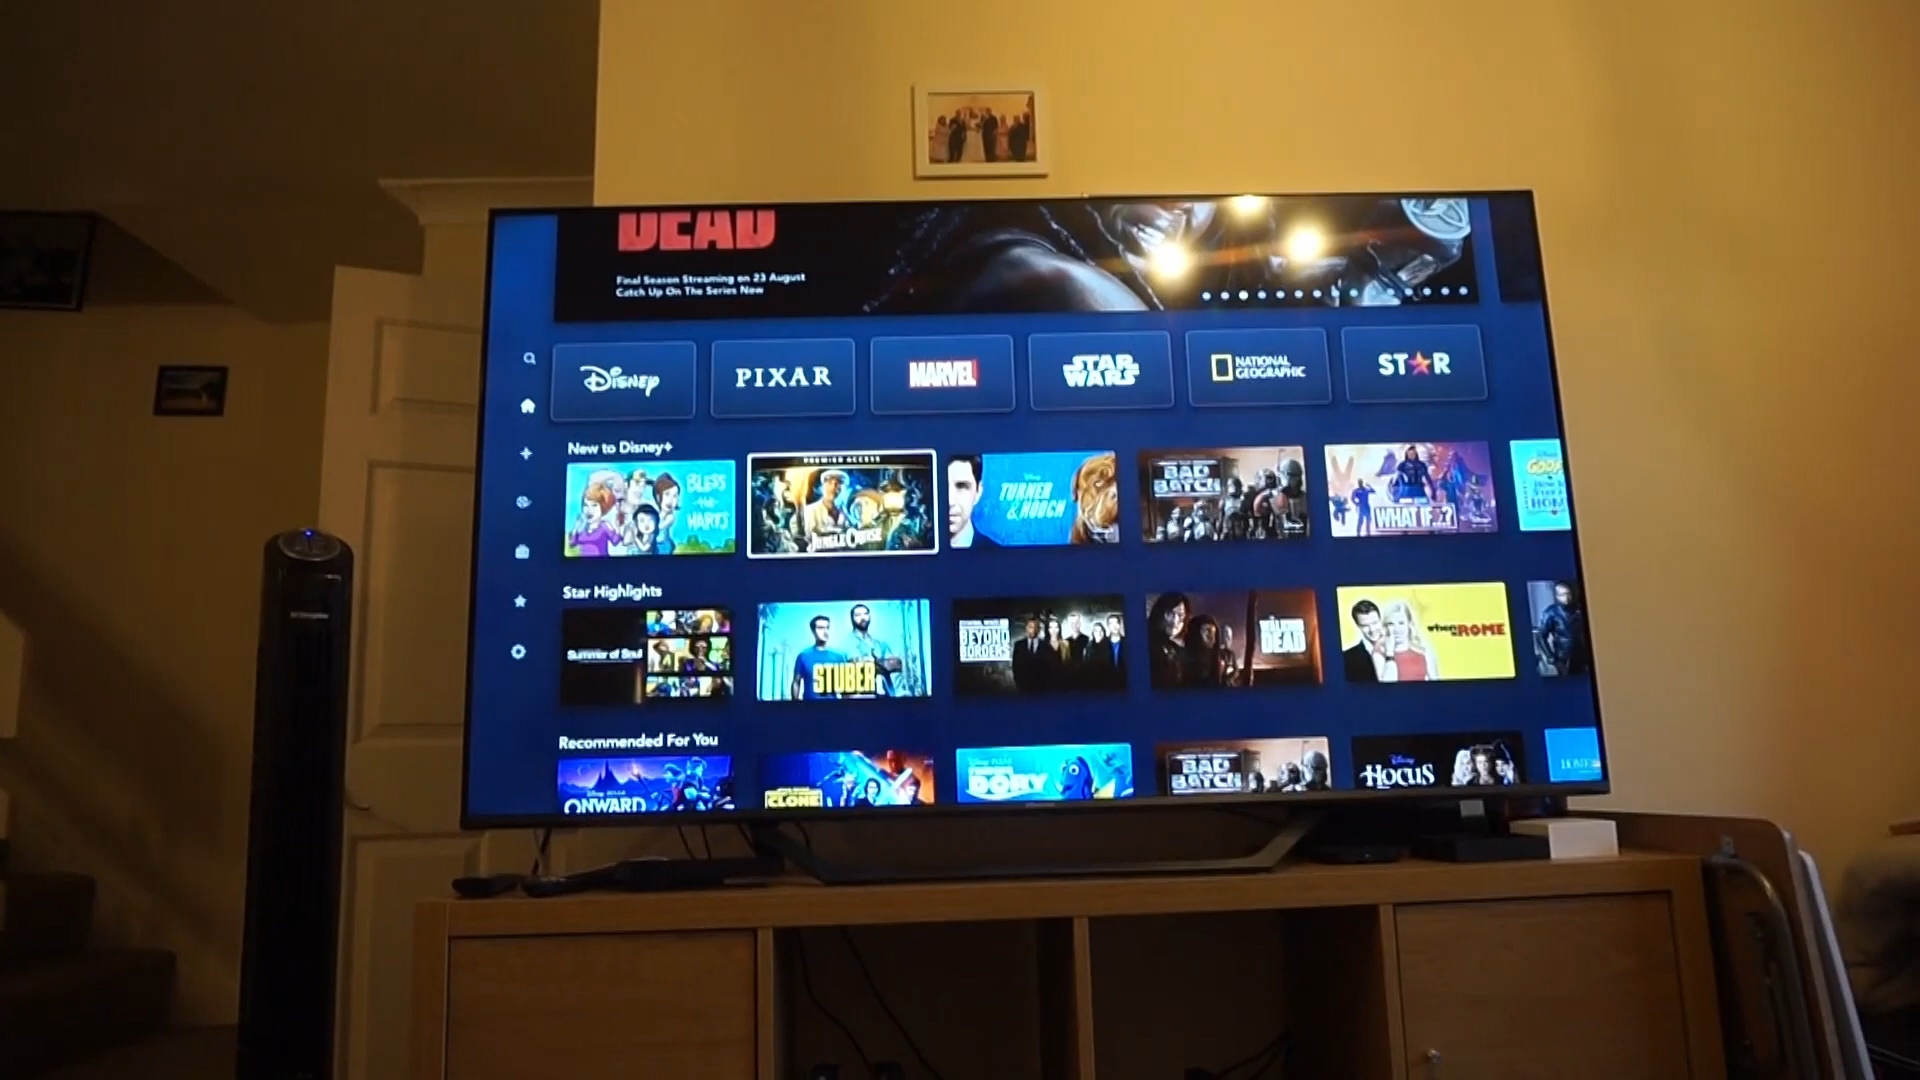 DEAD
Final Season Streaming on 23 August
Catch Up On The Series Now
Disney
PIXAR
MARVEL
STAR
WARS
NATIONAL
GEOGRAPHIC
STAR
New to Disney+
BLESS
the
HARTS
PREMIER ACCESS
JUNGLE CRUISE
Disney
TURNER
& HOOCH
BAD
BATCH
WHAT IF...?
Star Highlights
Summer of Soul
STUBER
BEYOND
BORDERS
WALKING
DEAD
when in ROME
Recommended For You
ONWARD
CLONE
DORY
BAD
BATCH
Disney
HOCUS